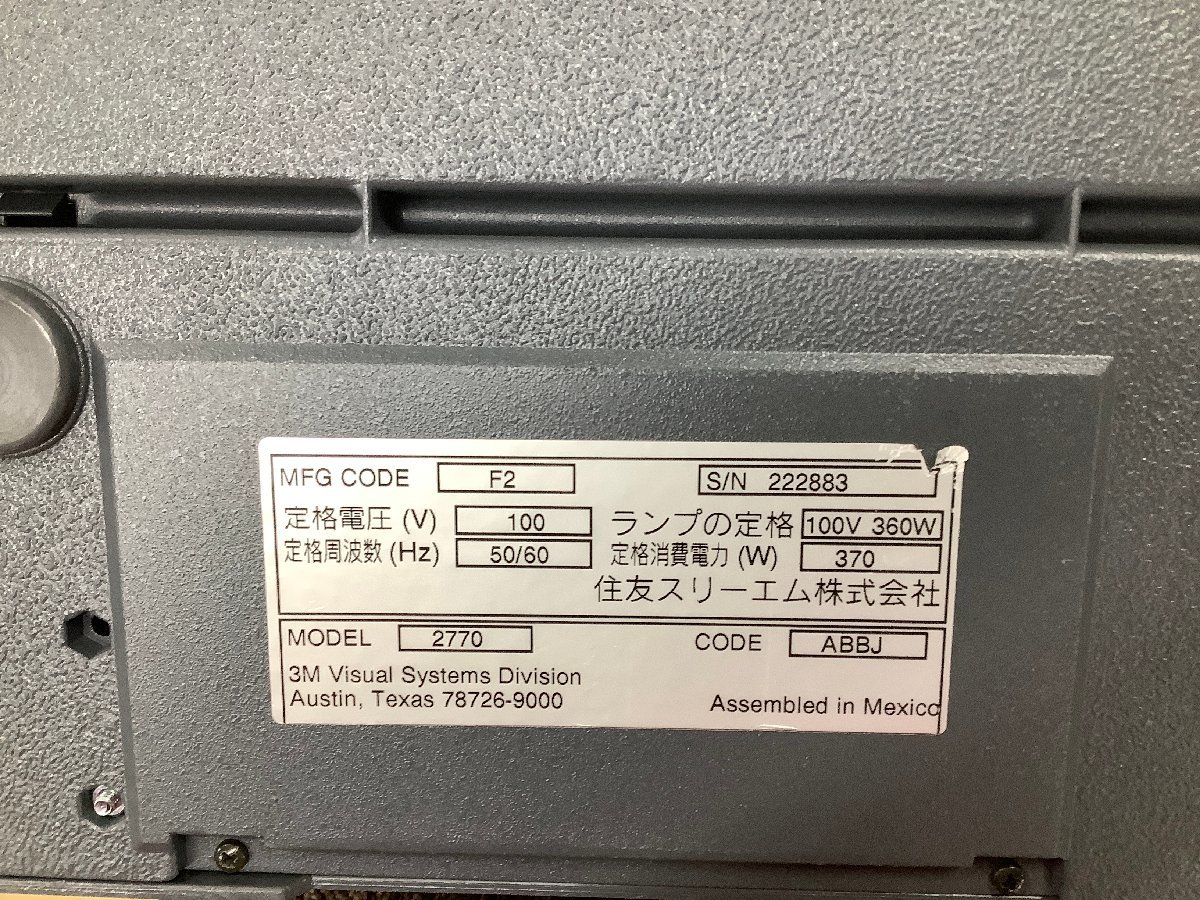 MFG CODE F2 S/N 222883
定格電圧 (V) 100 ランプの定格 100V 360W
定格周波数 (Hz) 50/60 定格消費電力 (W) 370
住友スリーエム株式会社
MODEL 2770 CODE ABBJ
3M Visual Systems Division
Austin, Texas 78726-9000 Assembled in Mexico